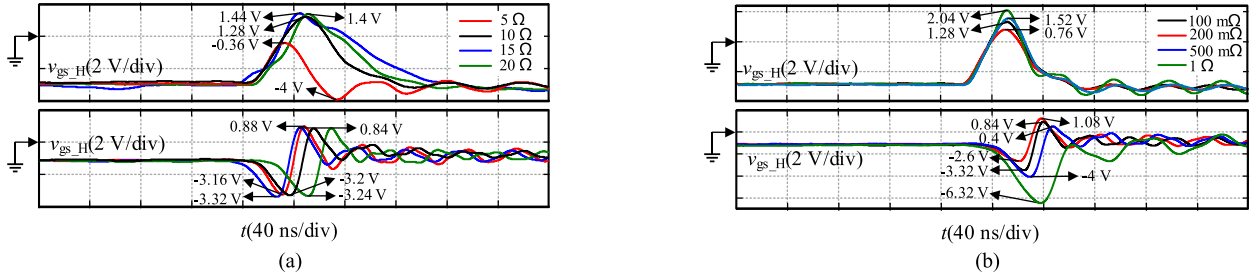 1.44 V
1.28 V
-0.36 V
1.4 V
5 Ω
10 Ω
15 Ω
20 Ω
vgs_H(2 V/div)
-4 V
0.88 V
0.84 V
vgs_H(2 V/div)
-3.16 V
-3.32 V
-3.2 V
-3.24 V
t(40 ns/div)
(a)
2.04 V
1.28 V
1.52 V
0.76 V
100 mΩ
200 mΩ
500 mΩ
1 Ω
vgs_H(2 V/div)
0.84 V
0.4 V
1.08 V
vgs_H(2 V/div)
-2.6 V
-3.32 V
-4 V
-6.32 V
t(40 ns/div)
(b)